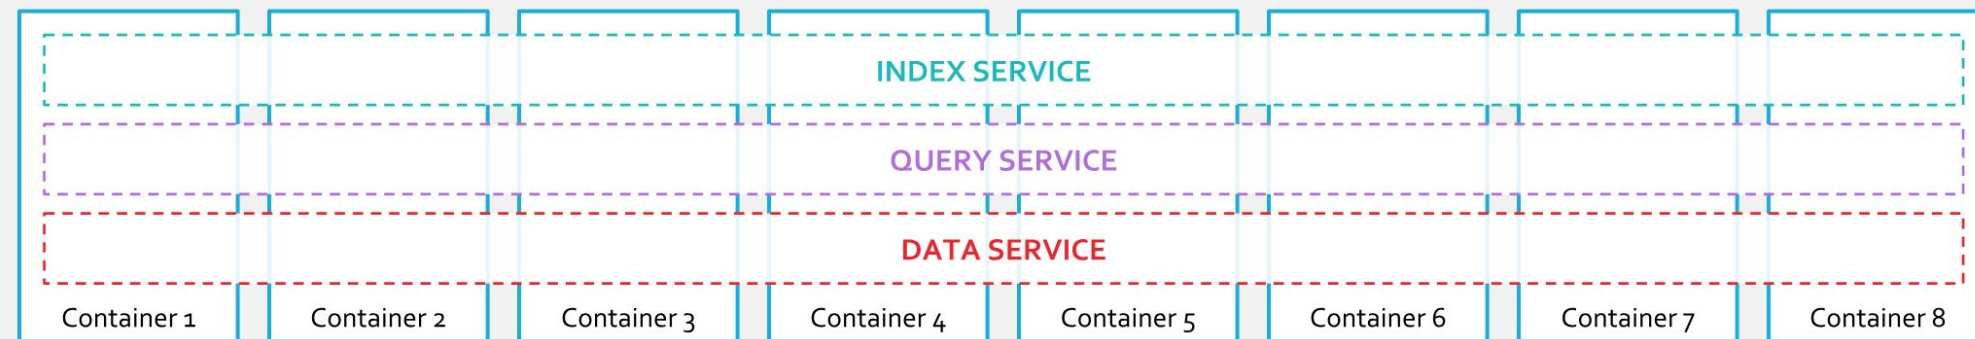 INDEX SERVICE
QUERY SERVICE
DATA SERVICE
Container 1 Container 2 Container 3 Container 4 Container 5 Container 6 Container 7 Container 8